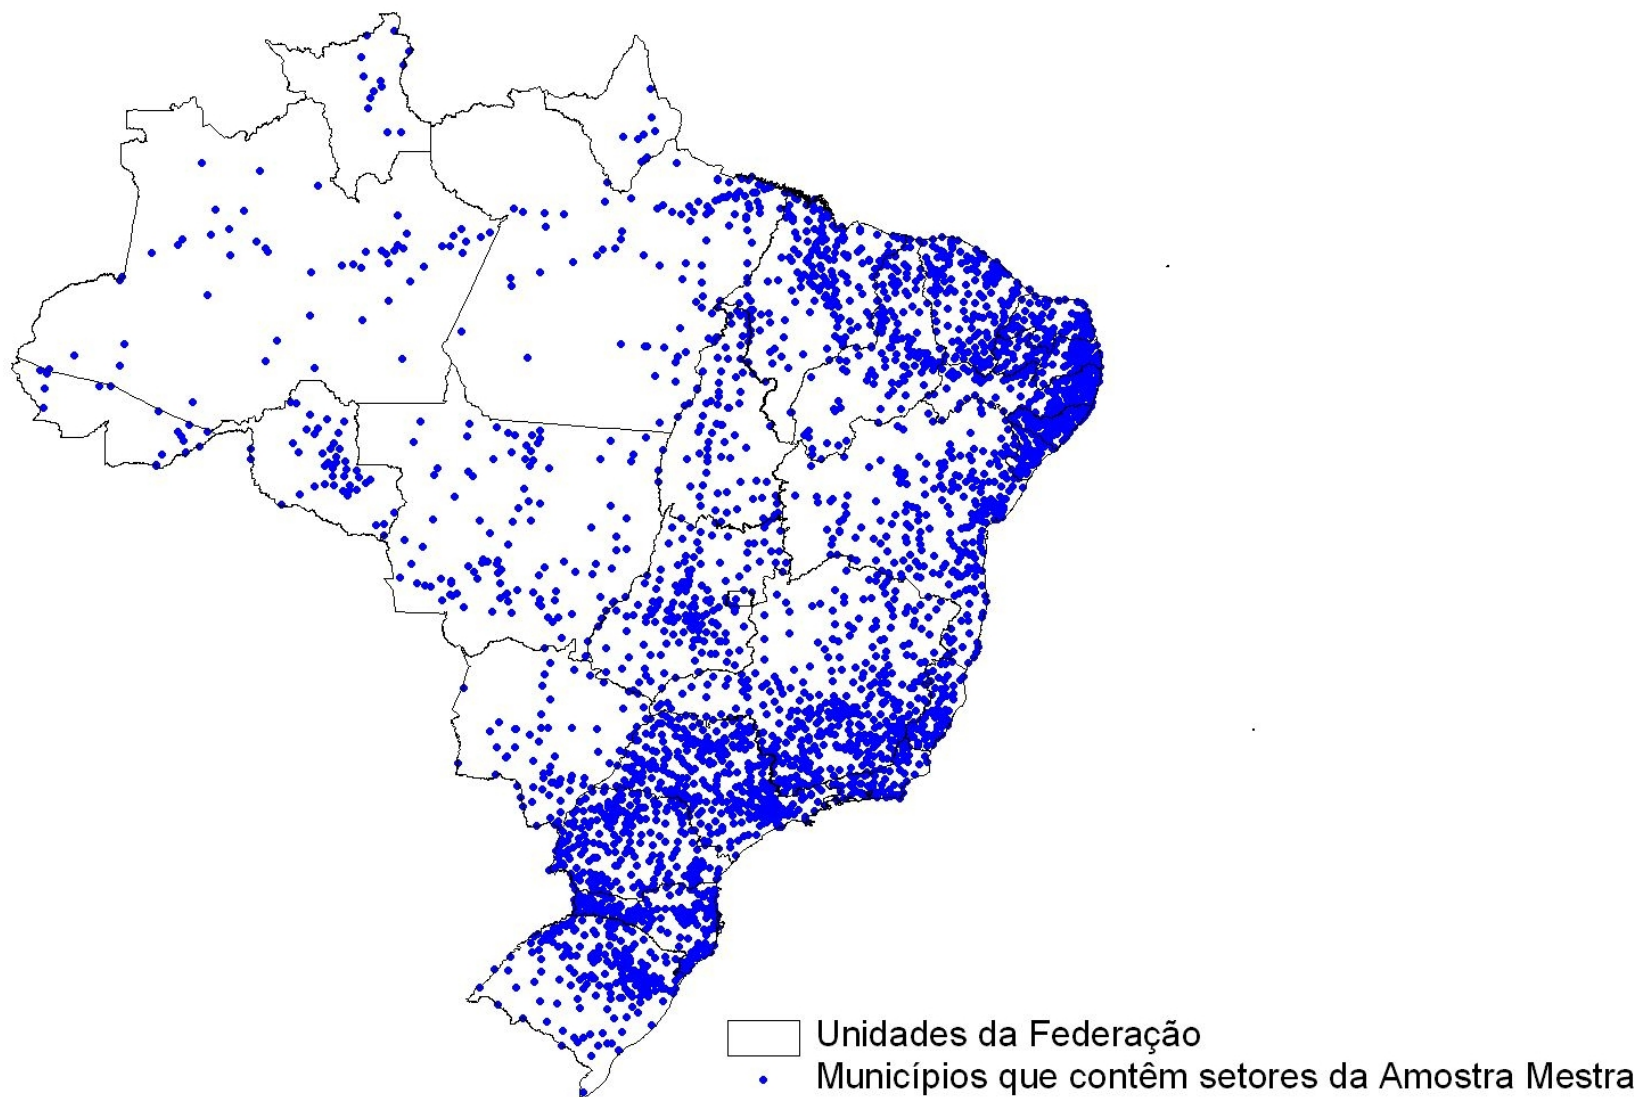 Unidades da Federação
Municípios que contêm setores da Amostra Mestra